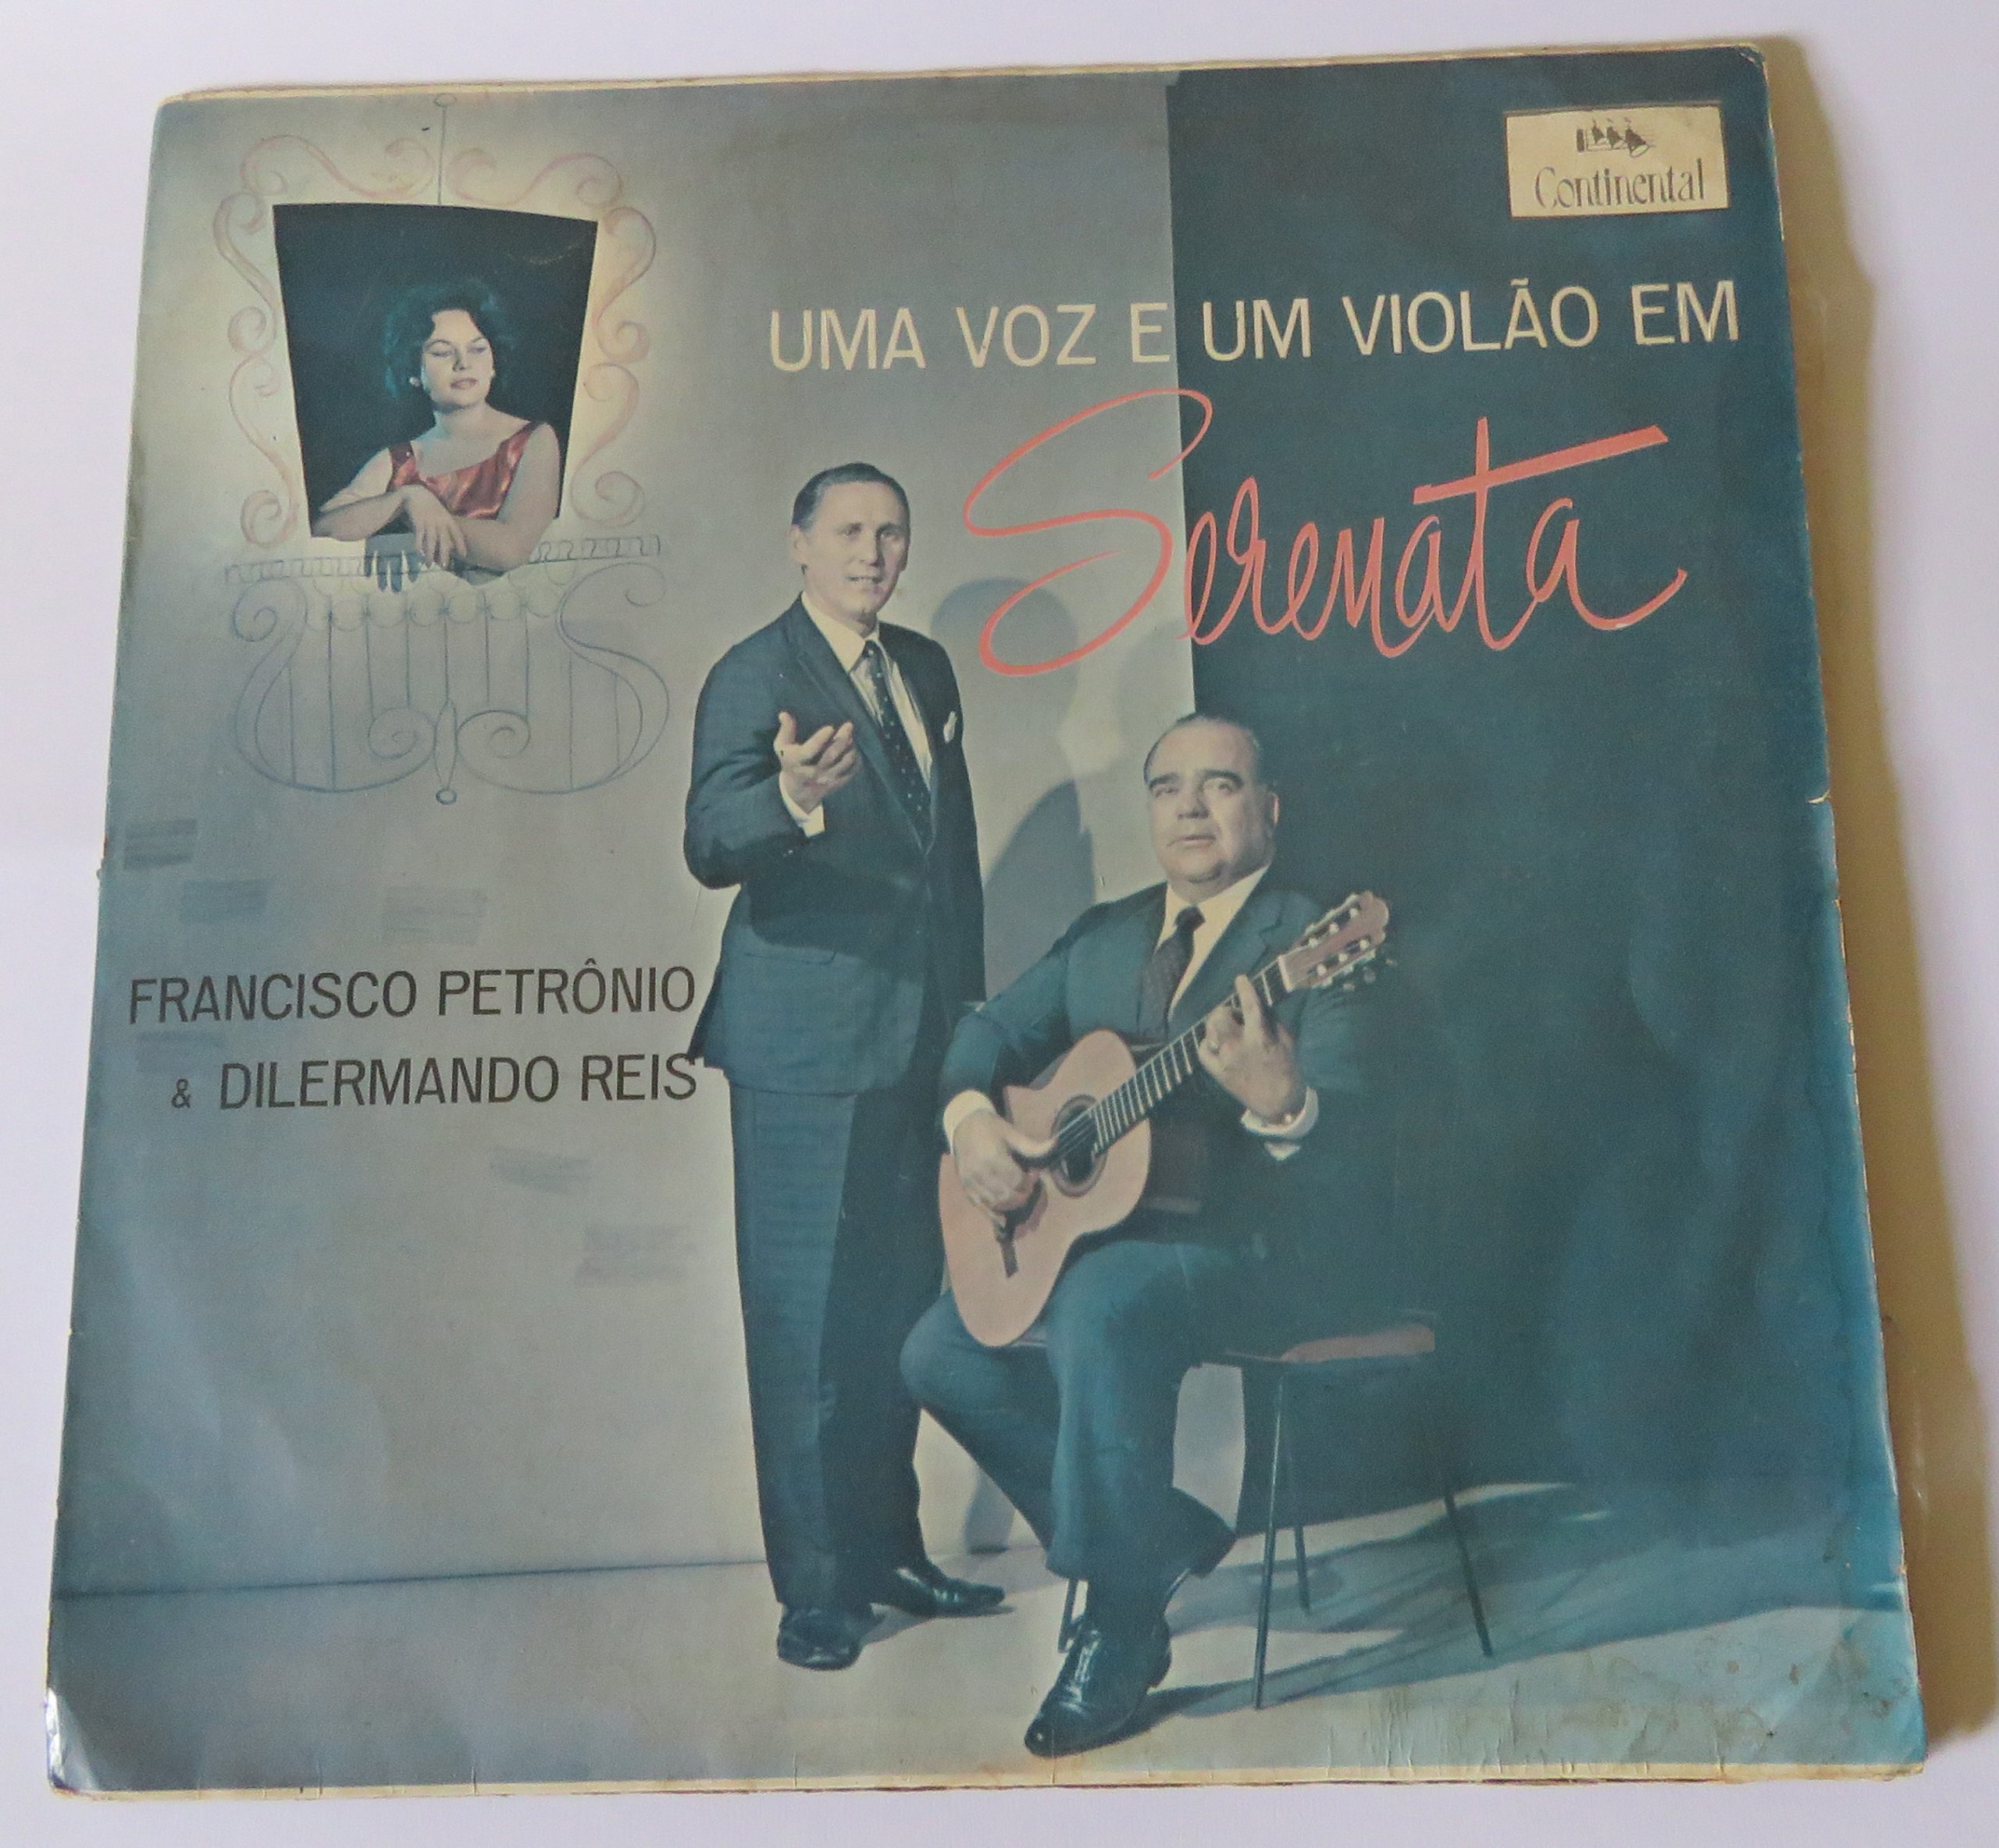 Continental
UMA VOZ E UM VIOLÃO EM
Serenata
FRANCISCO PETRÔNIO
& DILERMANDO REIS